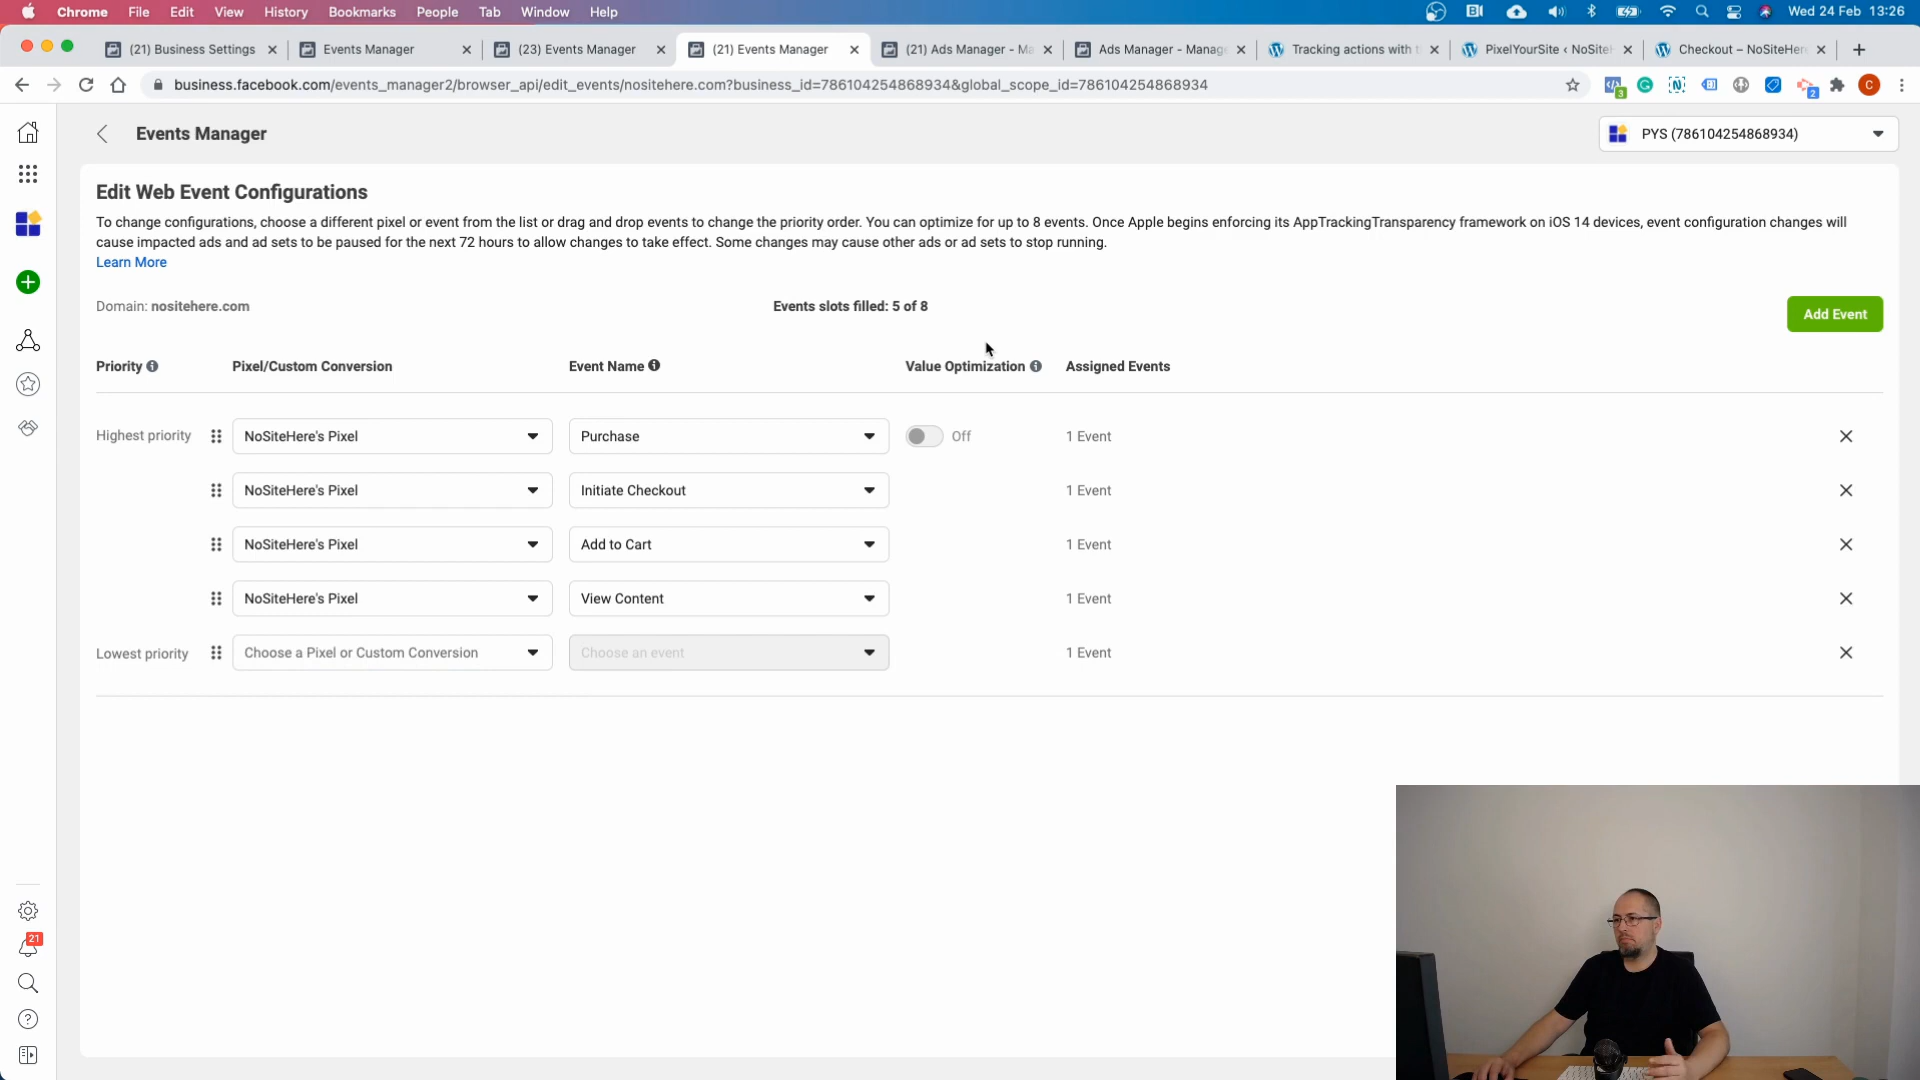 Chrome File Edit View History Bookmarks People Tab Window Help Wed 24 Feb 13:26
(21) Business Settings Events Manager (23) Events Manager (21) Events Manager (21) Ads Manager - Ma Ads Manager - Manag Tracking actions with t PixelYourSite ‹ NoSiteH Checkout – NoSiteHer
business.facebook.com/events_manager2/browser_api/edit_events/nositehere.com?business_id=786104254868934&global_scope_id=786104254868934
3
2
C
Events Manager
PYS (786104254868934)
Edit Web Event Configurations
To change configurations, choose a different pixel or event from the list or drag and drop events to change the priority order. You can optimize for up to 8 events. Once Apple begins enforcing its AppTrackingTransparency framework on iOS 14 devices, event configuration changes will
cause impacted ads and ad sets to be paused for the next 72 hours to allow changes to take effect. Some changes may cause other ads or ad sets to stop running.
Learn More
Domain: nositehere.com Events slots filled: 5 of 8 Add Event
Priority Pixel/Custom Conversion Event Name Value Optimization Assigned Events
Highest priority NoSiteHere's Pixel Purchase Off 1 Event
NoSiteHere's Pixel Initiate Checkout 1 Event
NoSiteHere's Pixel Add to Cart 1 Event
NoSiteHere's Pixel View Content 1 Event
Lowest priority Choose a Pixel or Custom Conversion Choose an event 1 Event
21